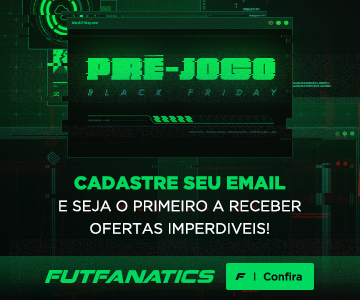 PRÉ-JOGO
BLACK FRIDAY
CADASTRE SEU EMAIL
E SEJA O PRIMEIRO A RECEBER
OFERTAS IMPERDIVEIS!
FUTFANATICS
F | Confira